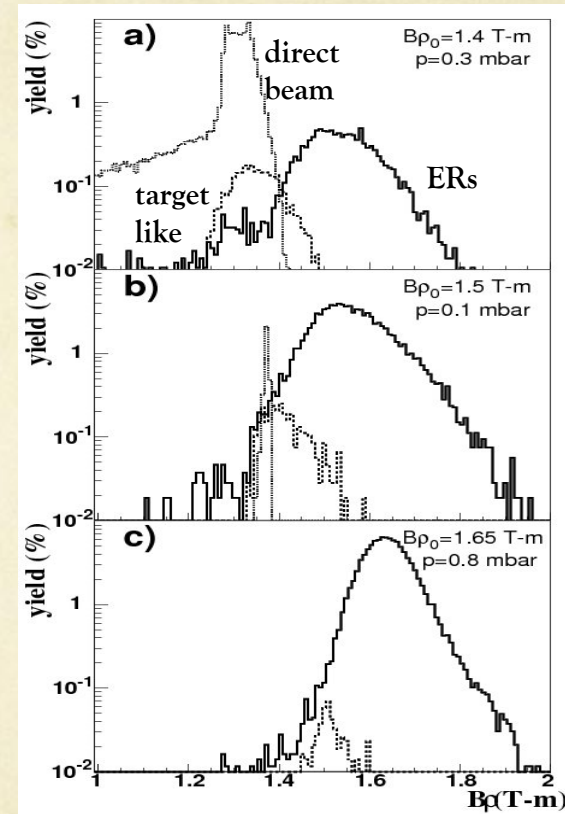 a)
Bρ₀=1.4 T-m
p=0.3 mbar
direct
beam
target
like
ERs
yield (%)
1
10⁻¹
10⁻²
b)
Bρ₀=1.5 T-m
p=0.1 mbar
yield (%)
1
10⁻¹
10⁻²
c)
Bρ₀=1.65 T-m
p=0.8 mbar
yield (%)
1
10⁻¹
10⁻²
1 1.2 1.4 1.6 1.8 2
Bρ(T-m)